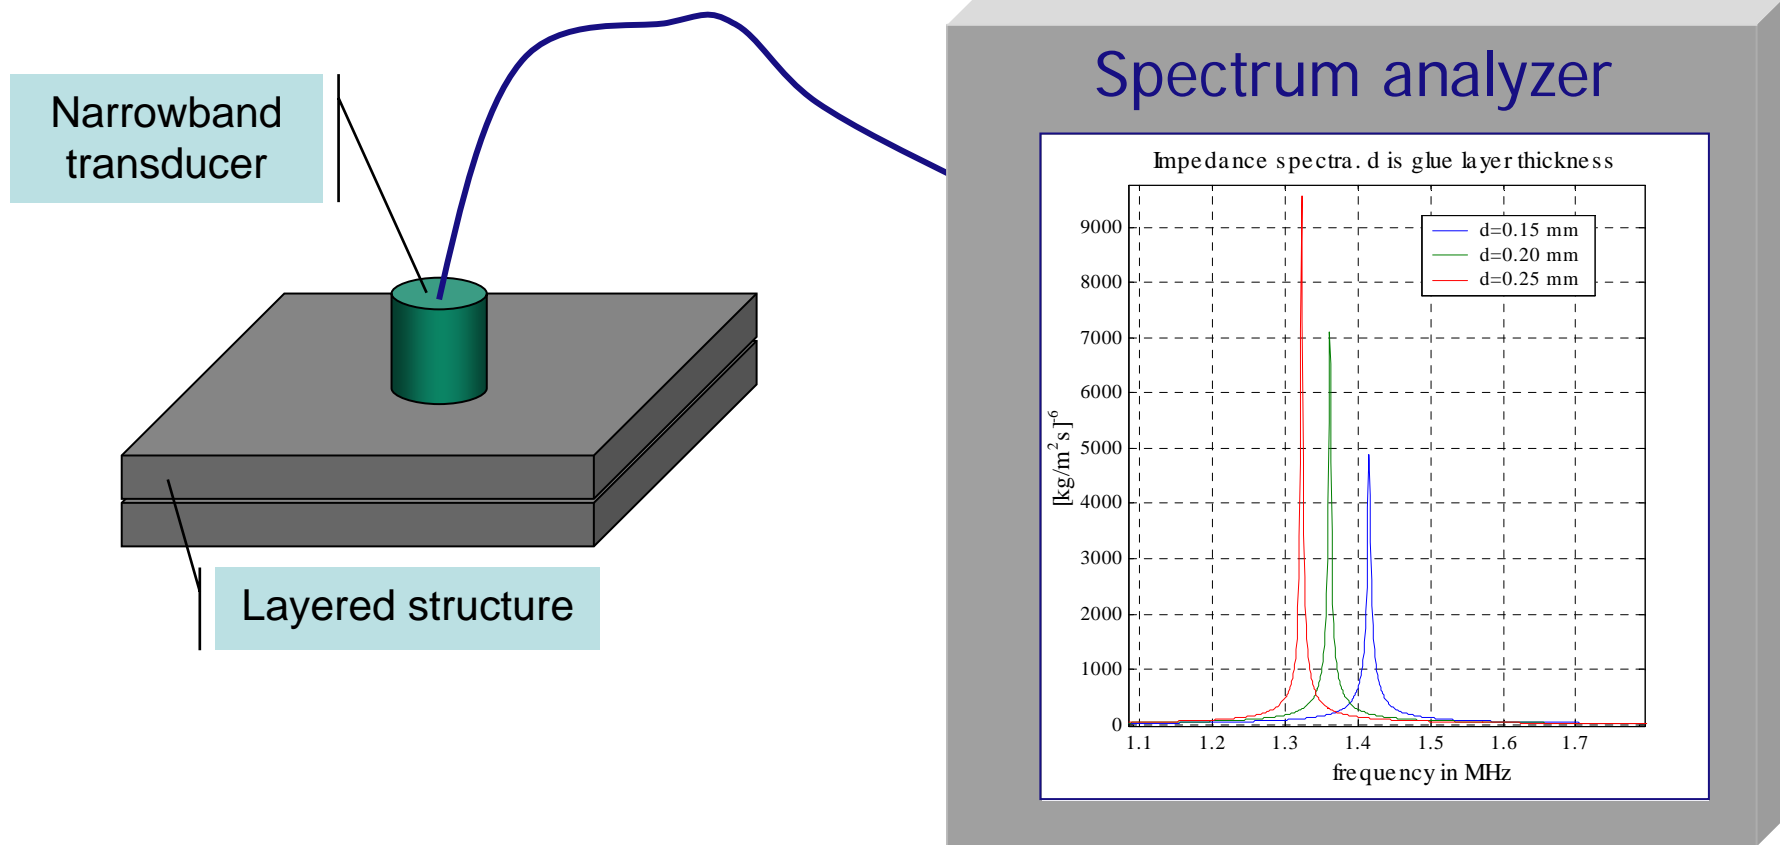 Narrowband
transducer
Layered structure
Spectrum analyzer
Impedance spectra. d is glue layer thickness
9000
8000
7000
6000
5000
4000
3000
2000
1000
0
[kg/m²s]⁻⁶
d=0.15 mm
d=0.20 mm
d=0.25 mm
1.1 1.2 1.3 1.4 1.5 1.6 1.7
frequency in MHz